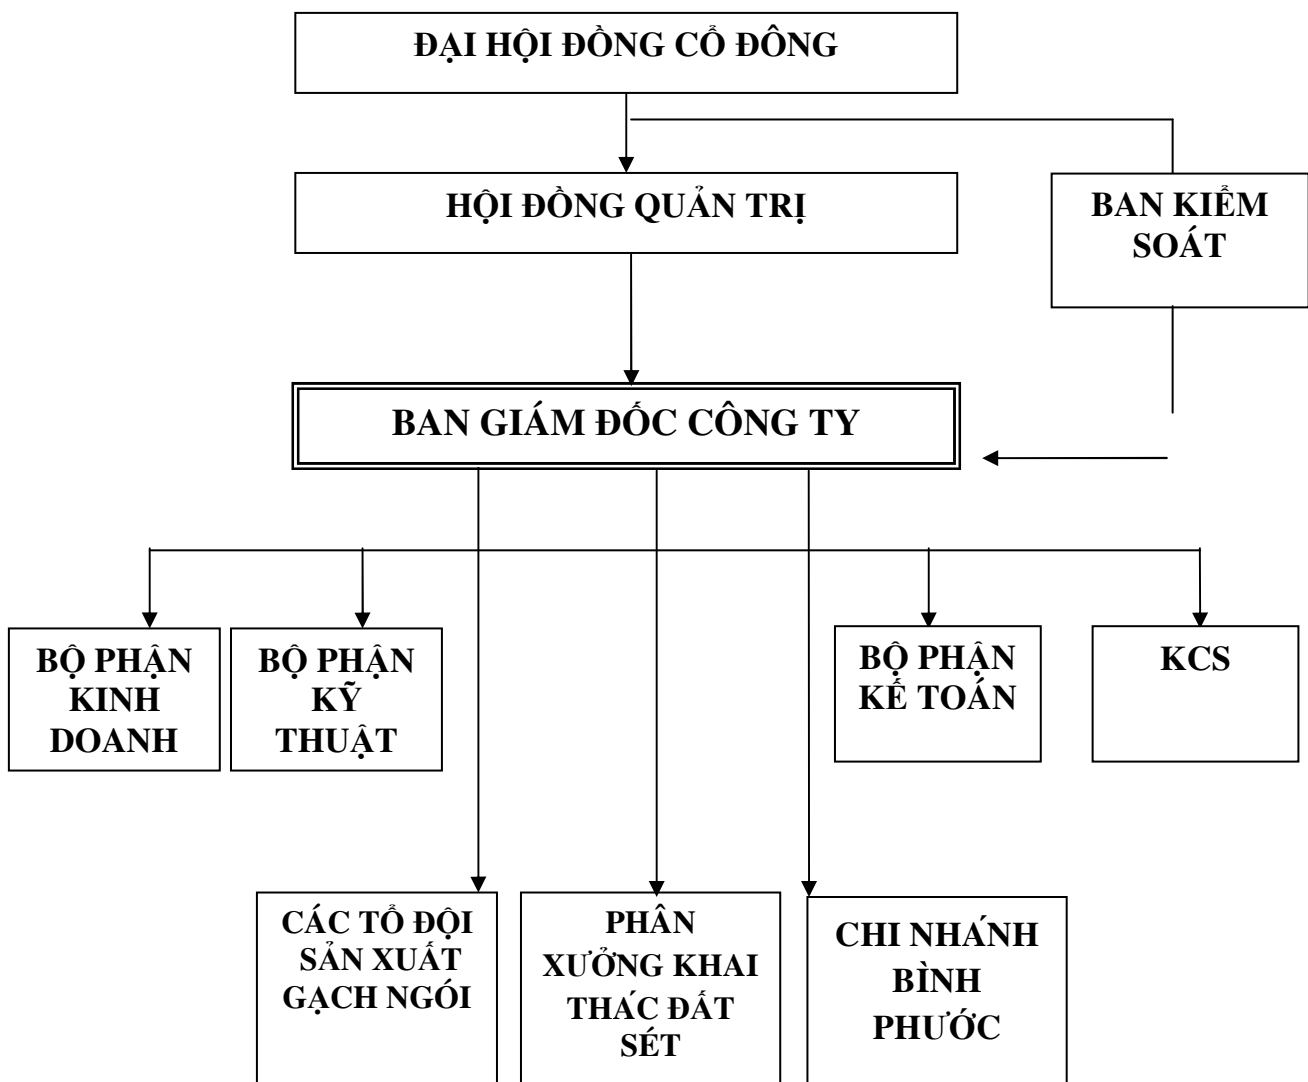 ĐẠI HỘI ĐỒNG CỔ ĐÔNG
HỘI ĐỒNG QUẢN TRỊ
BAN KIỂM
SOÁT
BAN GIÁM ĐỐC CÔNG TY
BỘ PHẬN
KINH
DOANH
BỘ PHẬN
KỸ
THUẬT
BỘ PHẬN
KẾ TOÁN
KCS
CÁC TỔ ĐỘI
SẢN XUẤT
GẠCH NGÓI
PHÂN
XƯỞNG KHAI
THÁC ĐẤT
SÉT
CHI NHÁNH
BÌNH
PHƯỚC